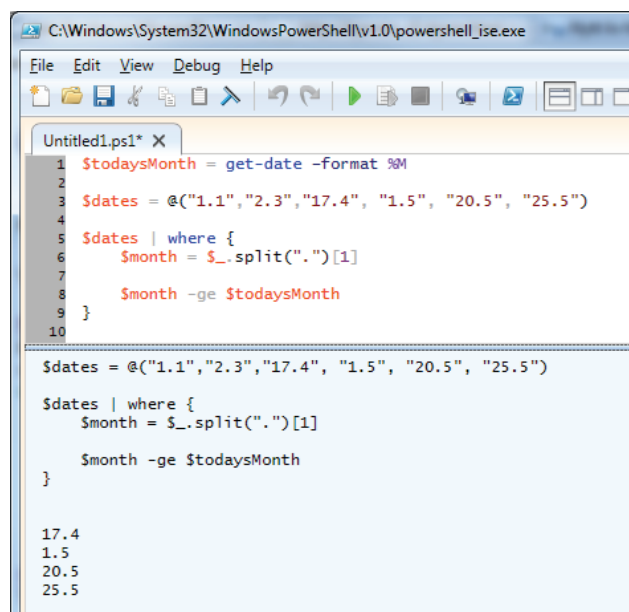 C:\Windows\System32\WindowsPowerShell\v1.0\powershell_ise.exe
File Edit View Debug Help
Untitled1.ps1* X
1 $todaysMonth = get-date -format %M
2
3 $dates = @("1.1","2.3","17.4", "1.5", "20.5", "25.5")
4
5 $dates | where {
6 $month = $_.split(".")[1]
7
8 $month -ge $todaysMonth
9 }
10
$dates = @("1.1","2.3","17.4", "1.5", "20.5", "25.5")
$dates | where {
$month = $_.split(".")[1]
$month -ge $todaysMonth
}
17.4
1.5
20.5
25.5